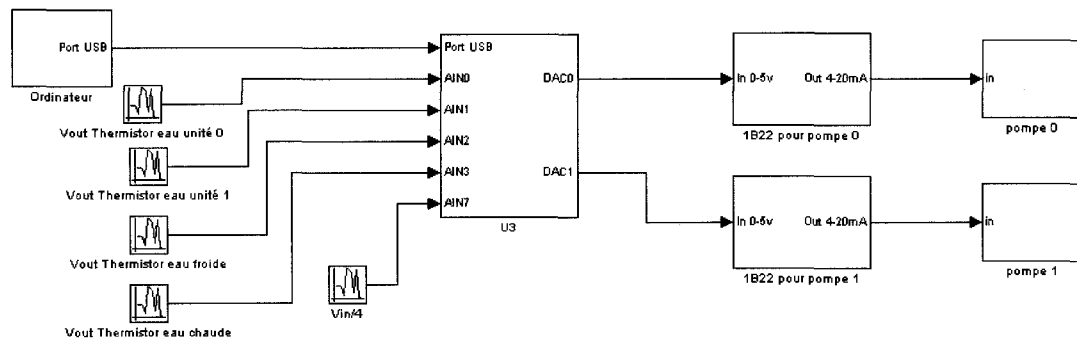 Port USB
Ordinateur
Vout Thermistor eau unité 0
Vout Thermistor eau unité 1
Vout Thermistor eau froide
Vout Thermistor eau chaude
Vin/4
Port USB
AIN0
AIN1
AIN2
AIN3
AIN7
DAC0
DAC1
U3
In 0-5v
Out 4-20mA
1B22 pour pompe 0
in
pompe 0
In 0-5v
Out 4-20mA
1B22 pour pompe 1
in
pompe 1